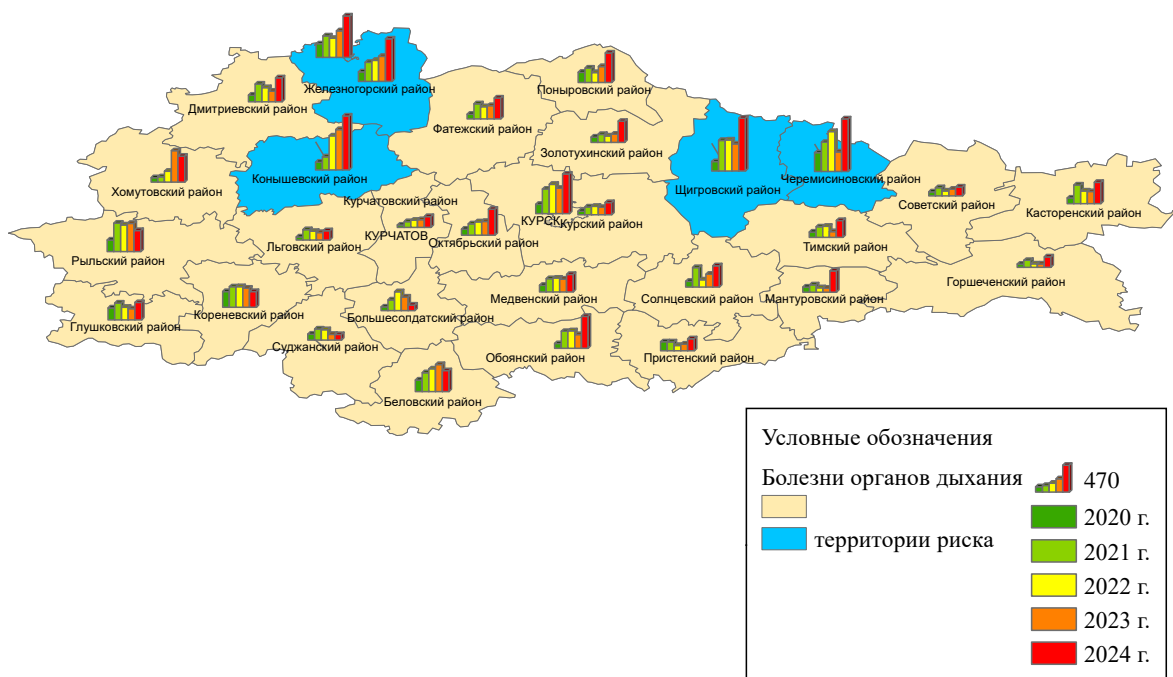 Железногорский район
Поныровский район
Дмитриевский район
Фатежский район
Золотухинский район
Конышевский район
Щигровский район
Черемисиновский район
Хомутовский район
Советский район
Касторенский район
Курчатовский район
КУРСК
Курский район
КУРЧАТОВ
Октябрьский район
Льговский район
Тимский район
Рыльский район
Горшеченский район
Медвенский район
Солнцевский район
Мантуровский район
Глушковский район
Кореневский район
Большесолдатский район
Суджанский район
Обоянский район
Пристенский район
Беловский район
Условные обозначения
Болезни органов дыхания
территории риска
470
2020 г.
2021 г.
2022 г.
2023 г.
2024 г.